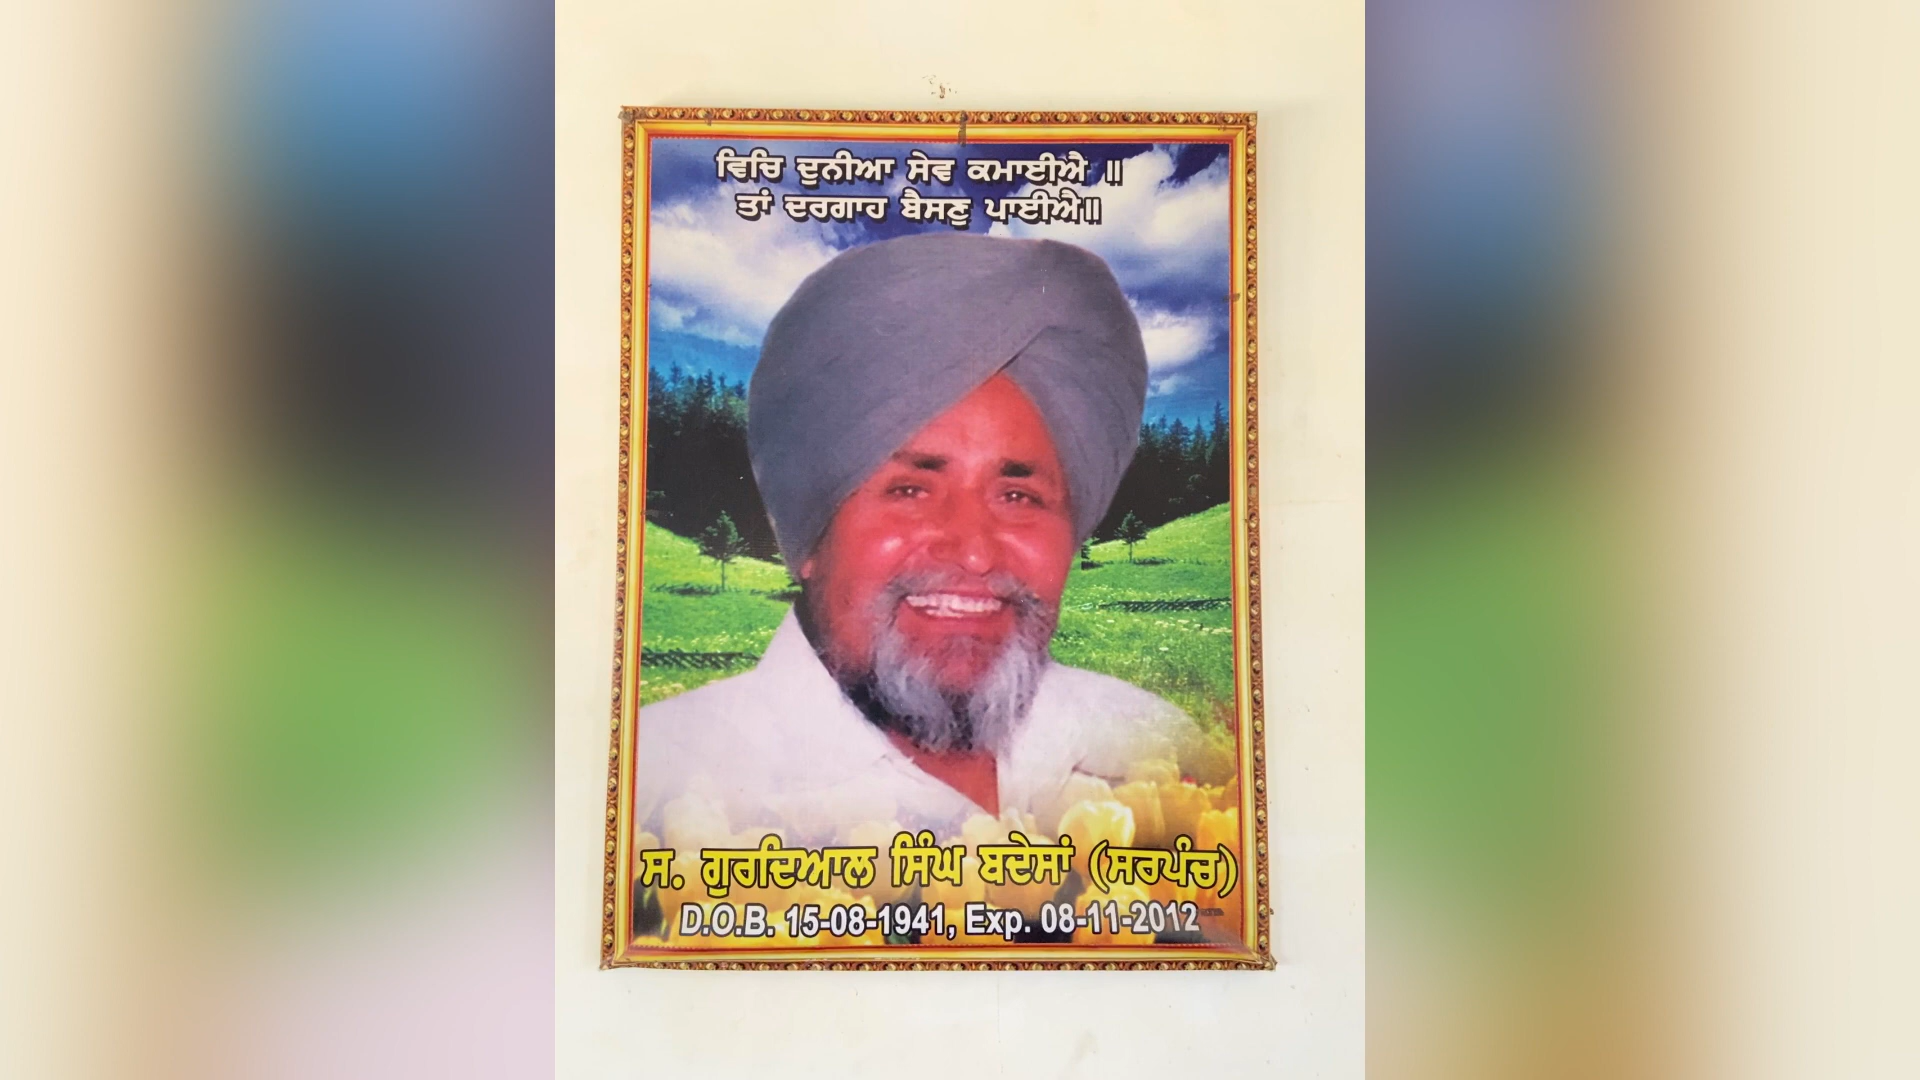 ਵਿਚਿ ਦੁਨੀਆ ਸੇਵ ਕਮਾਈਐ ॥
ਤਾਂ ਦਰਗਾਹ ਬੈਸਣੁ ਪਾਈਐ॥
ਸ. ਗੁਰਦਿਆਲ ਸਿੰਘ ਬਦੇਸਾਂ (ਸਰਪੰਚ)
D.O.B. 15-08-1941, Exp. 08-11-2012